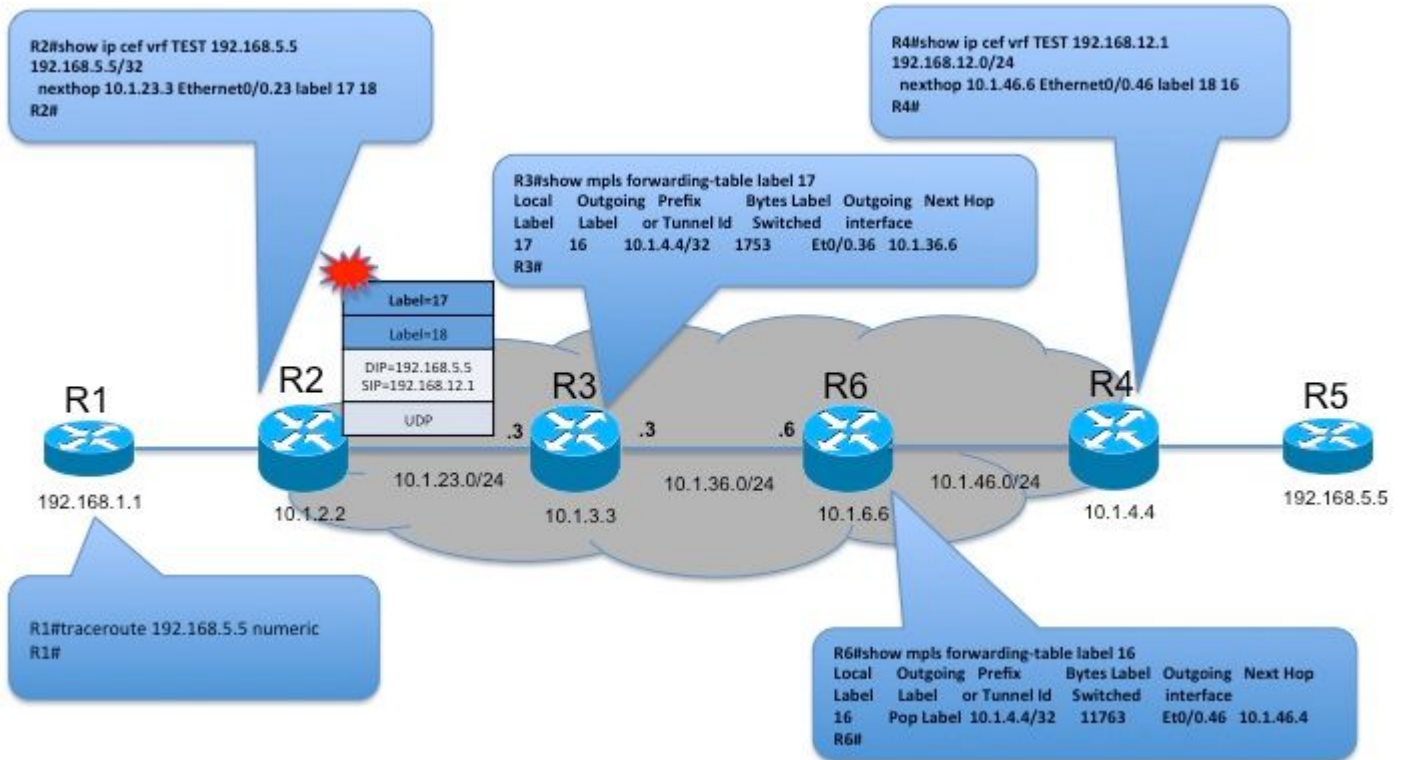 R2#show ip cef vrf TEST 192.168.5.5
192.168.5.5/32
nexthop 10.1.23.3 Ethernet0/0.23 label 17 18
R2#
R4#show ip cef vrf TEST 192.168.12.1
192.168.12.0/24
nexthop 10.1.46.6 Ethernet0/0.46 label 18 16
R4#
R3#show mpls forwarding-table label 17
Local Outgoing Prefix Bytes Label Outgoing Next Hop
Label Label or Tunnel Id Switched interface
17 16 10.1.4.4/32 1753 Et0/0.36 10.1.36.6
R3#
Label=17
Label=18
DIP=192.168.5.5
SIP=192.168.12.1
UDP
R1
R2
R3
R6
R4
R5
.3
.3
.6
10.1.23.0/24
10.1.36.0/24
10.1.46.0/24
192.168.1.1
10.1.2.2
10.1.3.3
10.1.6.6
10.1.4.4
192.168.5.5
R1#traceroute 192.168.5.5 numeric
R1#
R6#show mpls forwarding-table label 16
Local Outgoing Prefix Bytes Label Outgoing Next Hop
Label Label or Tunnel Id Switched interface
16 Pop Label 10.1.4.4/32 11763 Et0/0.46 10.1.46.4
R6#